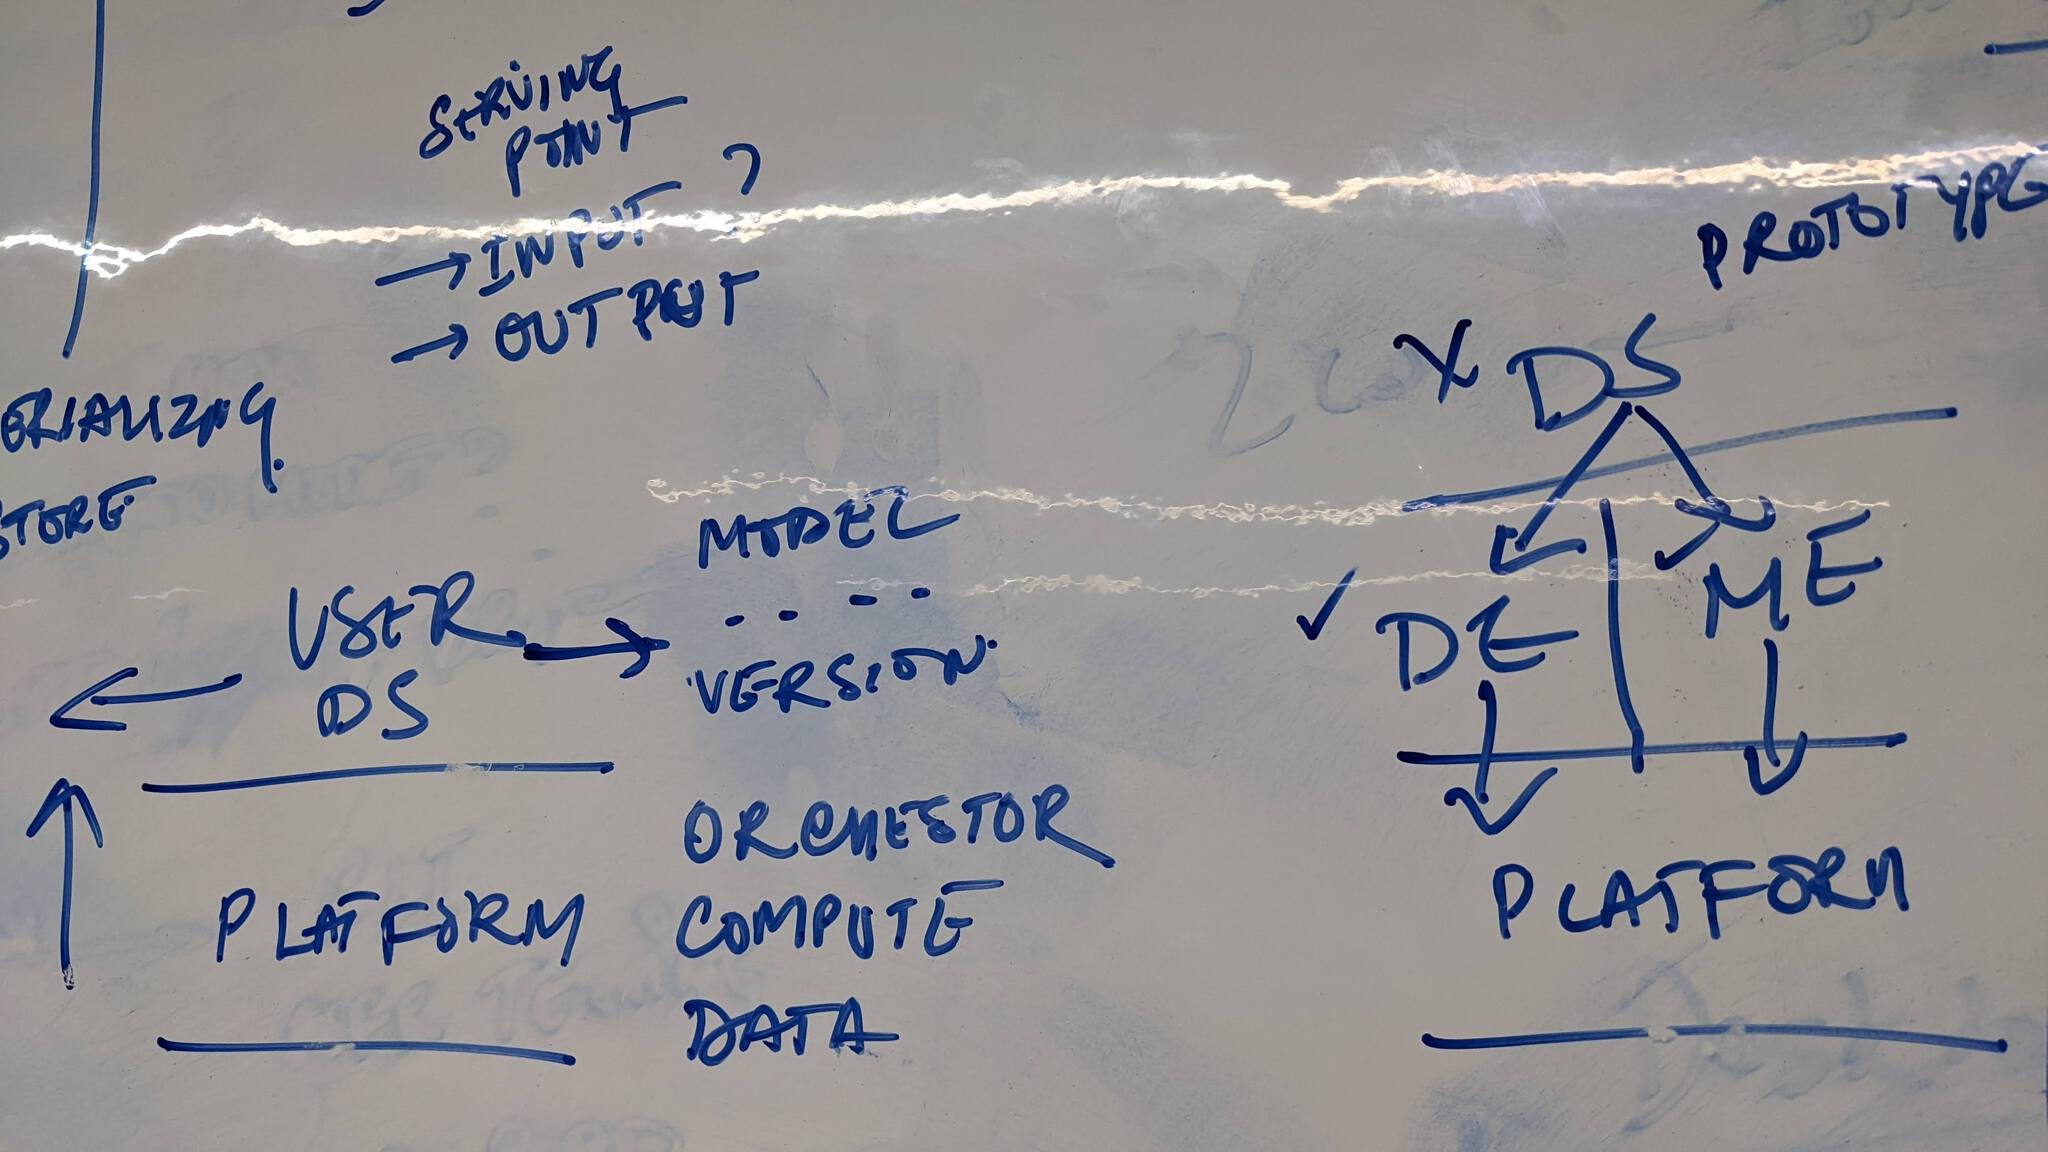 SERVING
POINT
→ INPUT ?
→ OUTPUT
ERIALIZING
STORE
USER
DS
MODEL
VERSION
PLATFORM
ORCHESTOR
COMPUTE
DATA
PROTOTYPE
X DS
✓ DE
ME
PLATFORM